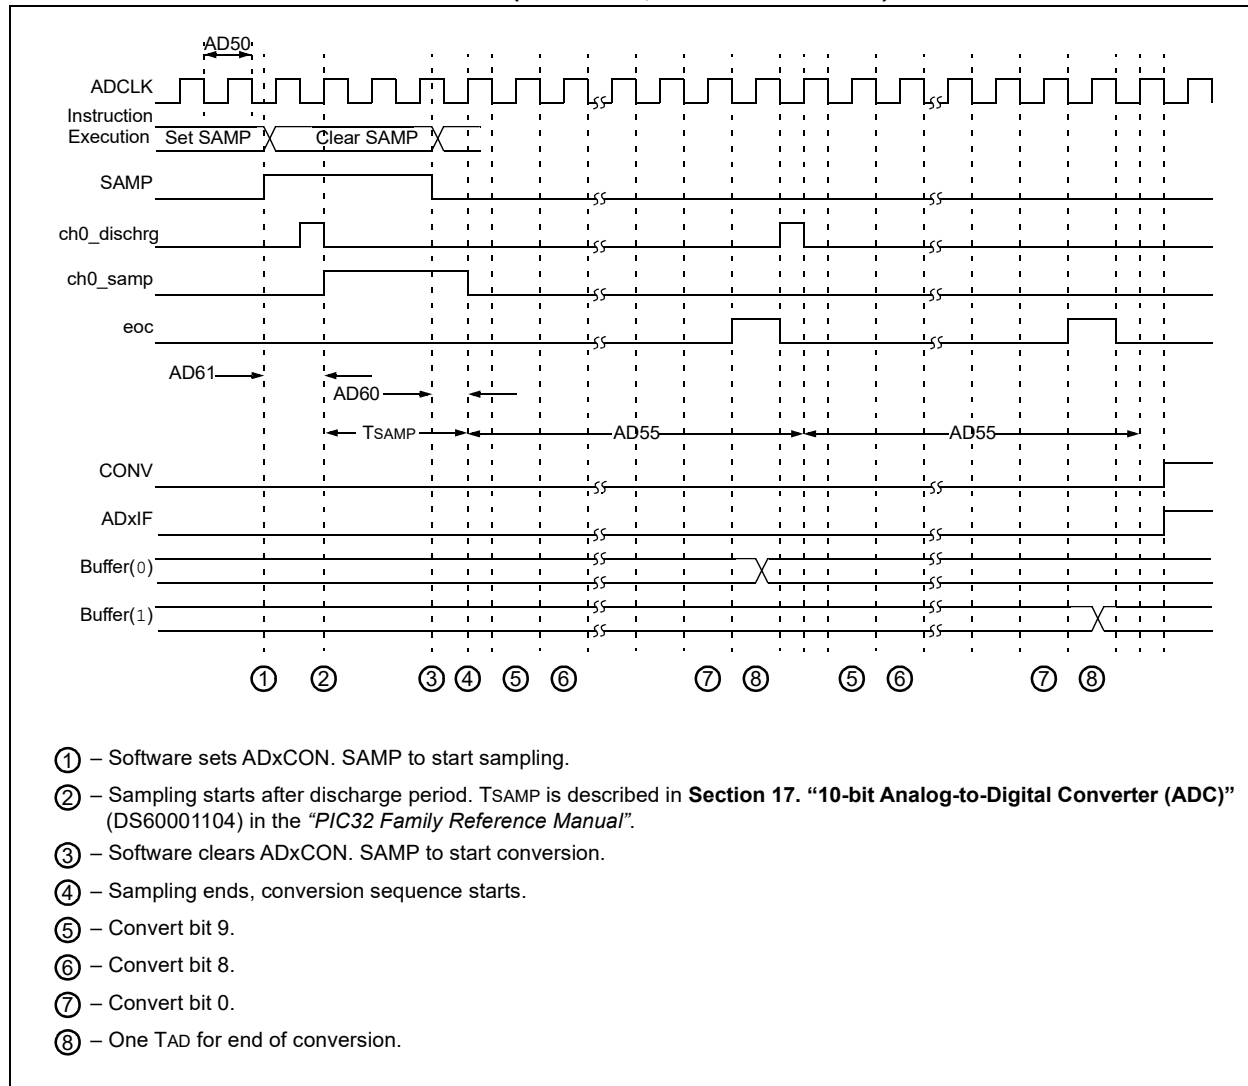 AD50
ADCLK
Instruction
Execution Set SAMP Clear SAMP
SAMP
ch0_dischrg
ch0_samp
eoc
AD61
AD60
TSAMP AD55 AD55
CONV
ADxIF
Buffer(0)
Buffer(1)
1 2 3 4 5 6 7 8 5 6 7 8
1 – Software sets ADxCON. SAMP to start sampling.
2 – Sampling starts after discharge period. TSAMP is described in Section 17. “10-bit Analog-to-Digital Converter (ADC)”
(DS60001104) in the “PIC32 Family Reference Manual”.
3 – Software clears ADxCON. SAMP to start conversion.
4 – Sampling ends, conversion sequence starts.
5 – Convert bit 9.
6 – Convert bit 8.
7 – Convert bit 0.
8 – One TAD for end of conversion.